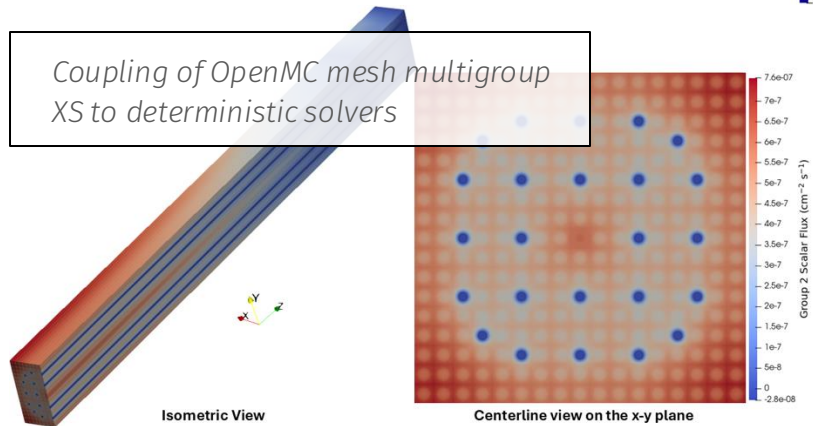 Coupling of OpenMC mesh multigroup
XS to deterministic solvers
X
Y
Z
Isometric View
Centerline view on the x-y plane
7.6e-07
7e-7
6.5e-7
6e-7
5.5e-7
5e-7
4.5e-7
4e-7
3.5e-7
3e-7
2.5e-7
2e-7
1.5e-7
1e-7
5e-8
0
-2.8e-08
Group 2 Scalar Flux (cm⁻² s⁻¹)